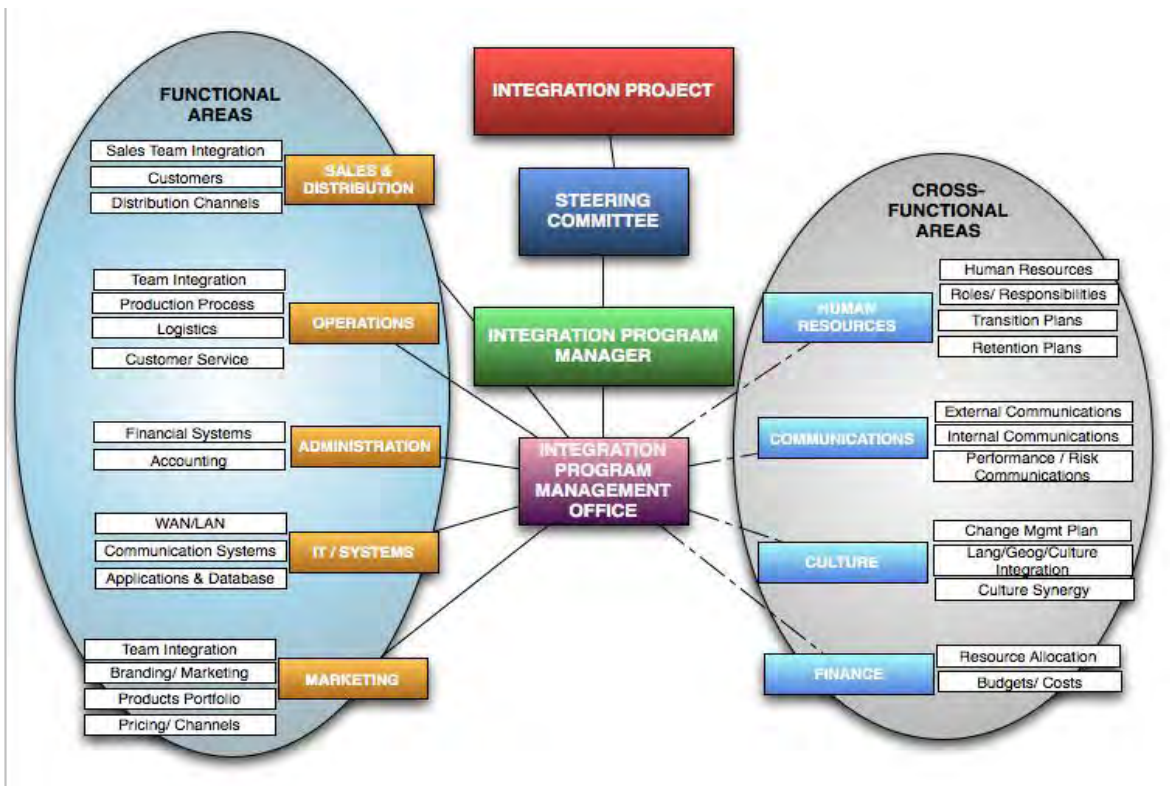 FUNCTIONAL
AREAS
Sales Team Integration
Customers
Distribution Channels
SALES &
DISTRIBUTION
Team Integration
Production Process
Logistics
Customer Service
OPERATIONS
Financial Systems
Accounting
ADMINISTRATION
WAN/LAN
Communication Systems
Applications & Database
IT / SYSTEMS
Team Integration
Branding/ Marketing
Products Portfolio
Pricing/ Channels
MARKETING
INTEGRATION PROJECT
STEERING
COMMITTEE
INTEGRATION PROGRAM
MANAGER
INTEGRATION
PROGRAM
MANAGEMENT
OFFICE
CROSS-
FUNCTIONAL
AREAS
HUMAN
RESOURCES
Human Resources
Roles/ Responsibilities
Transition Plans
Retention Plans
COMMUNICATIONS
External Communications
Internal Communications
Performance / Risk
Communications
CULTURE
Change Mgmt Plan
Lang/Geog/Culture
Integration
Culture Synergy
FINANCE
Resource Allocation
Budgets/ Costs